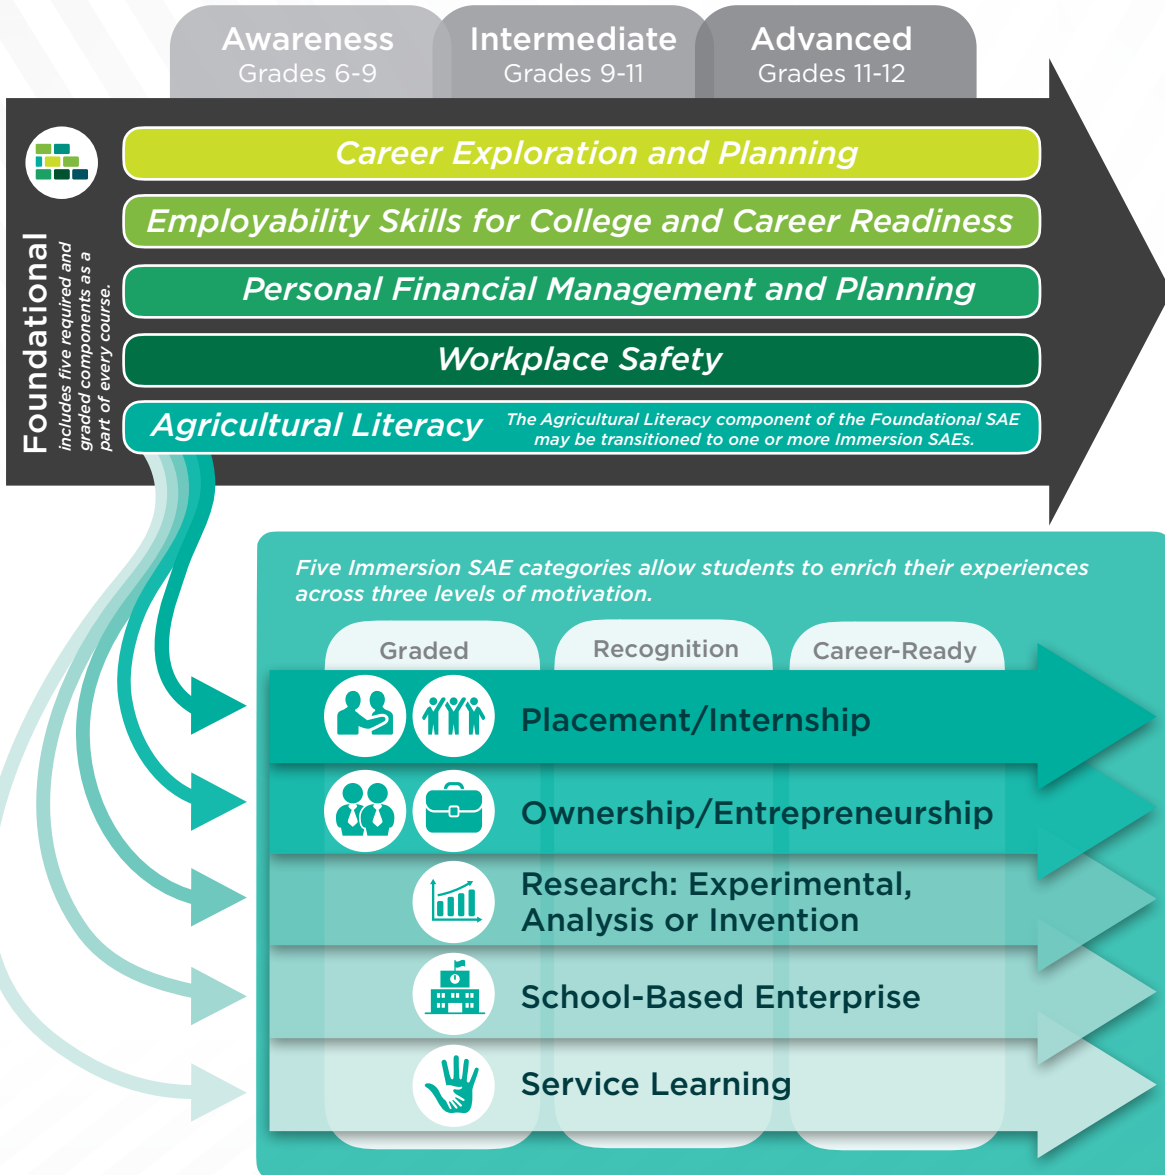 Awareness
Grades 6-9
Intermediate
Grades 9-11
Advanced
Grades 11-12
Foundational
includes five required and
graded components as a
part of every course.
Career Exploration and Planning
Employability Skills for College and Career Readiness
Personal Financial Management and Planning
Workplace Safety
Agricultural Literacy
The Agricultural Literacy component of the Foundational SAE
may be transitioned to one or more Immersion SAEs.
Five Immersion SAE categories allow students to enrich their experiences
across three levels of motivation.
Graded
Recognition
Career-Ready
Placement/Internship
Ownership/Entrepreneurship
Research: Experimental,
Analysis or Invention
School-Based Enterprise
Service Learning